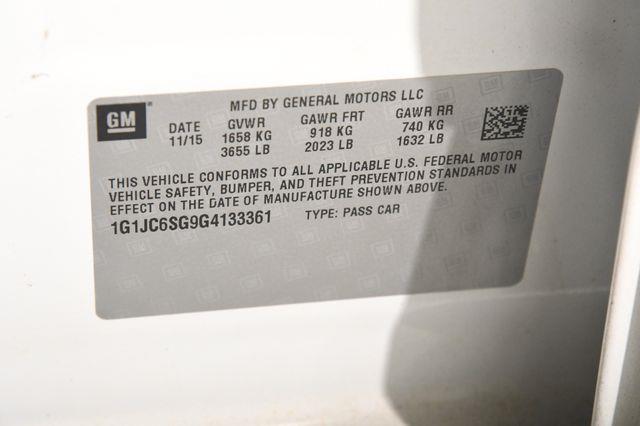 MFD BY GENERAL MOTORS LLC
GM
DATE GVWR GAWR FRT GAWR RR
11/15 1658 KG 918 KG 740 KG
3655 LB 2023 LB 1632 LB
THIS VEHICLE CONFORMS TO ALL APPLICABLE U.S. FEDERAL MOTOR
VEHICLE SAFETY, BUMPER, AND THEFT PREVENTION STANDARDS IN
EFFECT ON THE DATE OF MANUFACTURE SHOWN ABOVE.
1G1JC6SG9G4133361 TYPE: PASS CAR